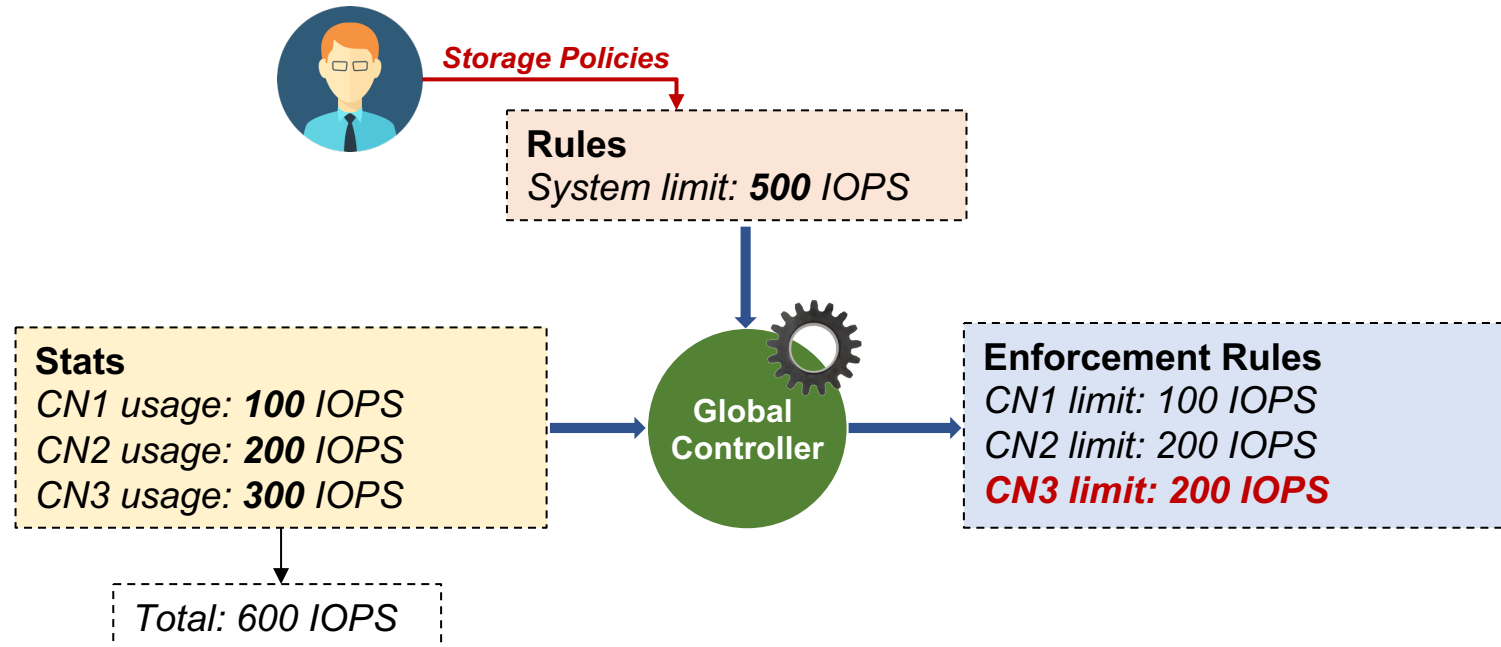 Storage Policies
Rules
System limit: 500 IOPS
Stats
CN1 usage: 100 IOPS
CN2 usage: 200 IOPS
CN3 usage: 300 IOPS
Total: 600 IOPS
Global
Controller
Enforcement Rules
CN1 limit: 100 IOPS
CN2 limit: 200 IOPS
CN3 limit: 200 IOPS